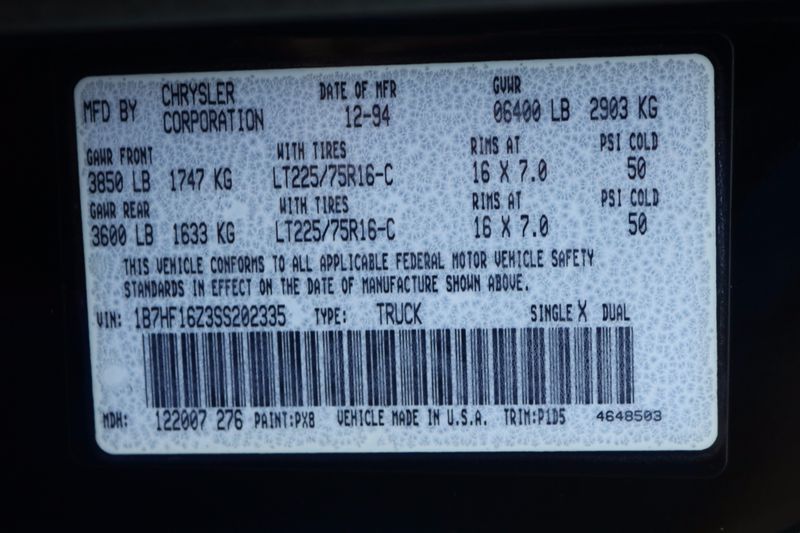 MFD BY CHRYSLER CORPORATION DATE OF MFR 12-94 GVWR 06400 LB 2903 KG
GAWR FRONT WITH TIRES RIMS AT PSI COLD
3850 LB 1747 KG LT225/75R16-C 16 X 7.0 50
GAWR REAR WITH TIRES RIMS AT PSI COLD
3600 LB 1633 KG LT225/75R16-C 16 X 7.0 50
THIS VEHICLE CONFORMS TO ALL APPLICABLE FEDERAL MOTOR VEHICLE SAFETY
STANDARDS IN EFFECT ON THE DATE OF MANUFACTURE SHOWN ABOVE.
VIN: 1B7HF16Z3SS202335 TYPE: TRUCK SINGLE X DUAL
MDH: 122007 276 PAINT:PX8 VEHICLE MADE IN U.S.A. TRIM:P1D5 4648503